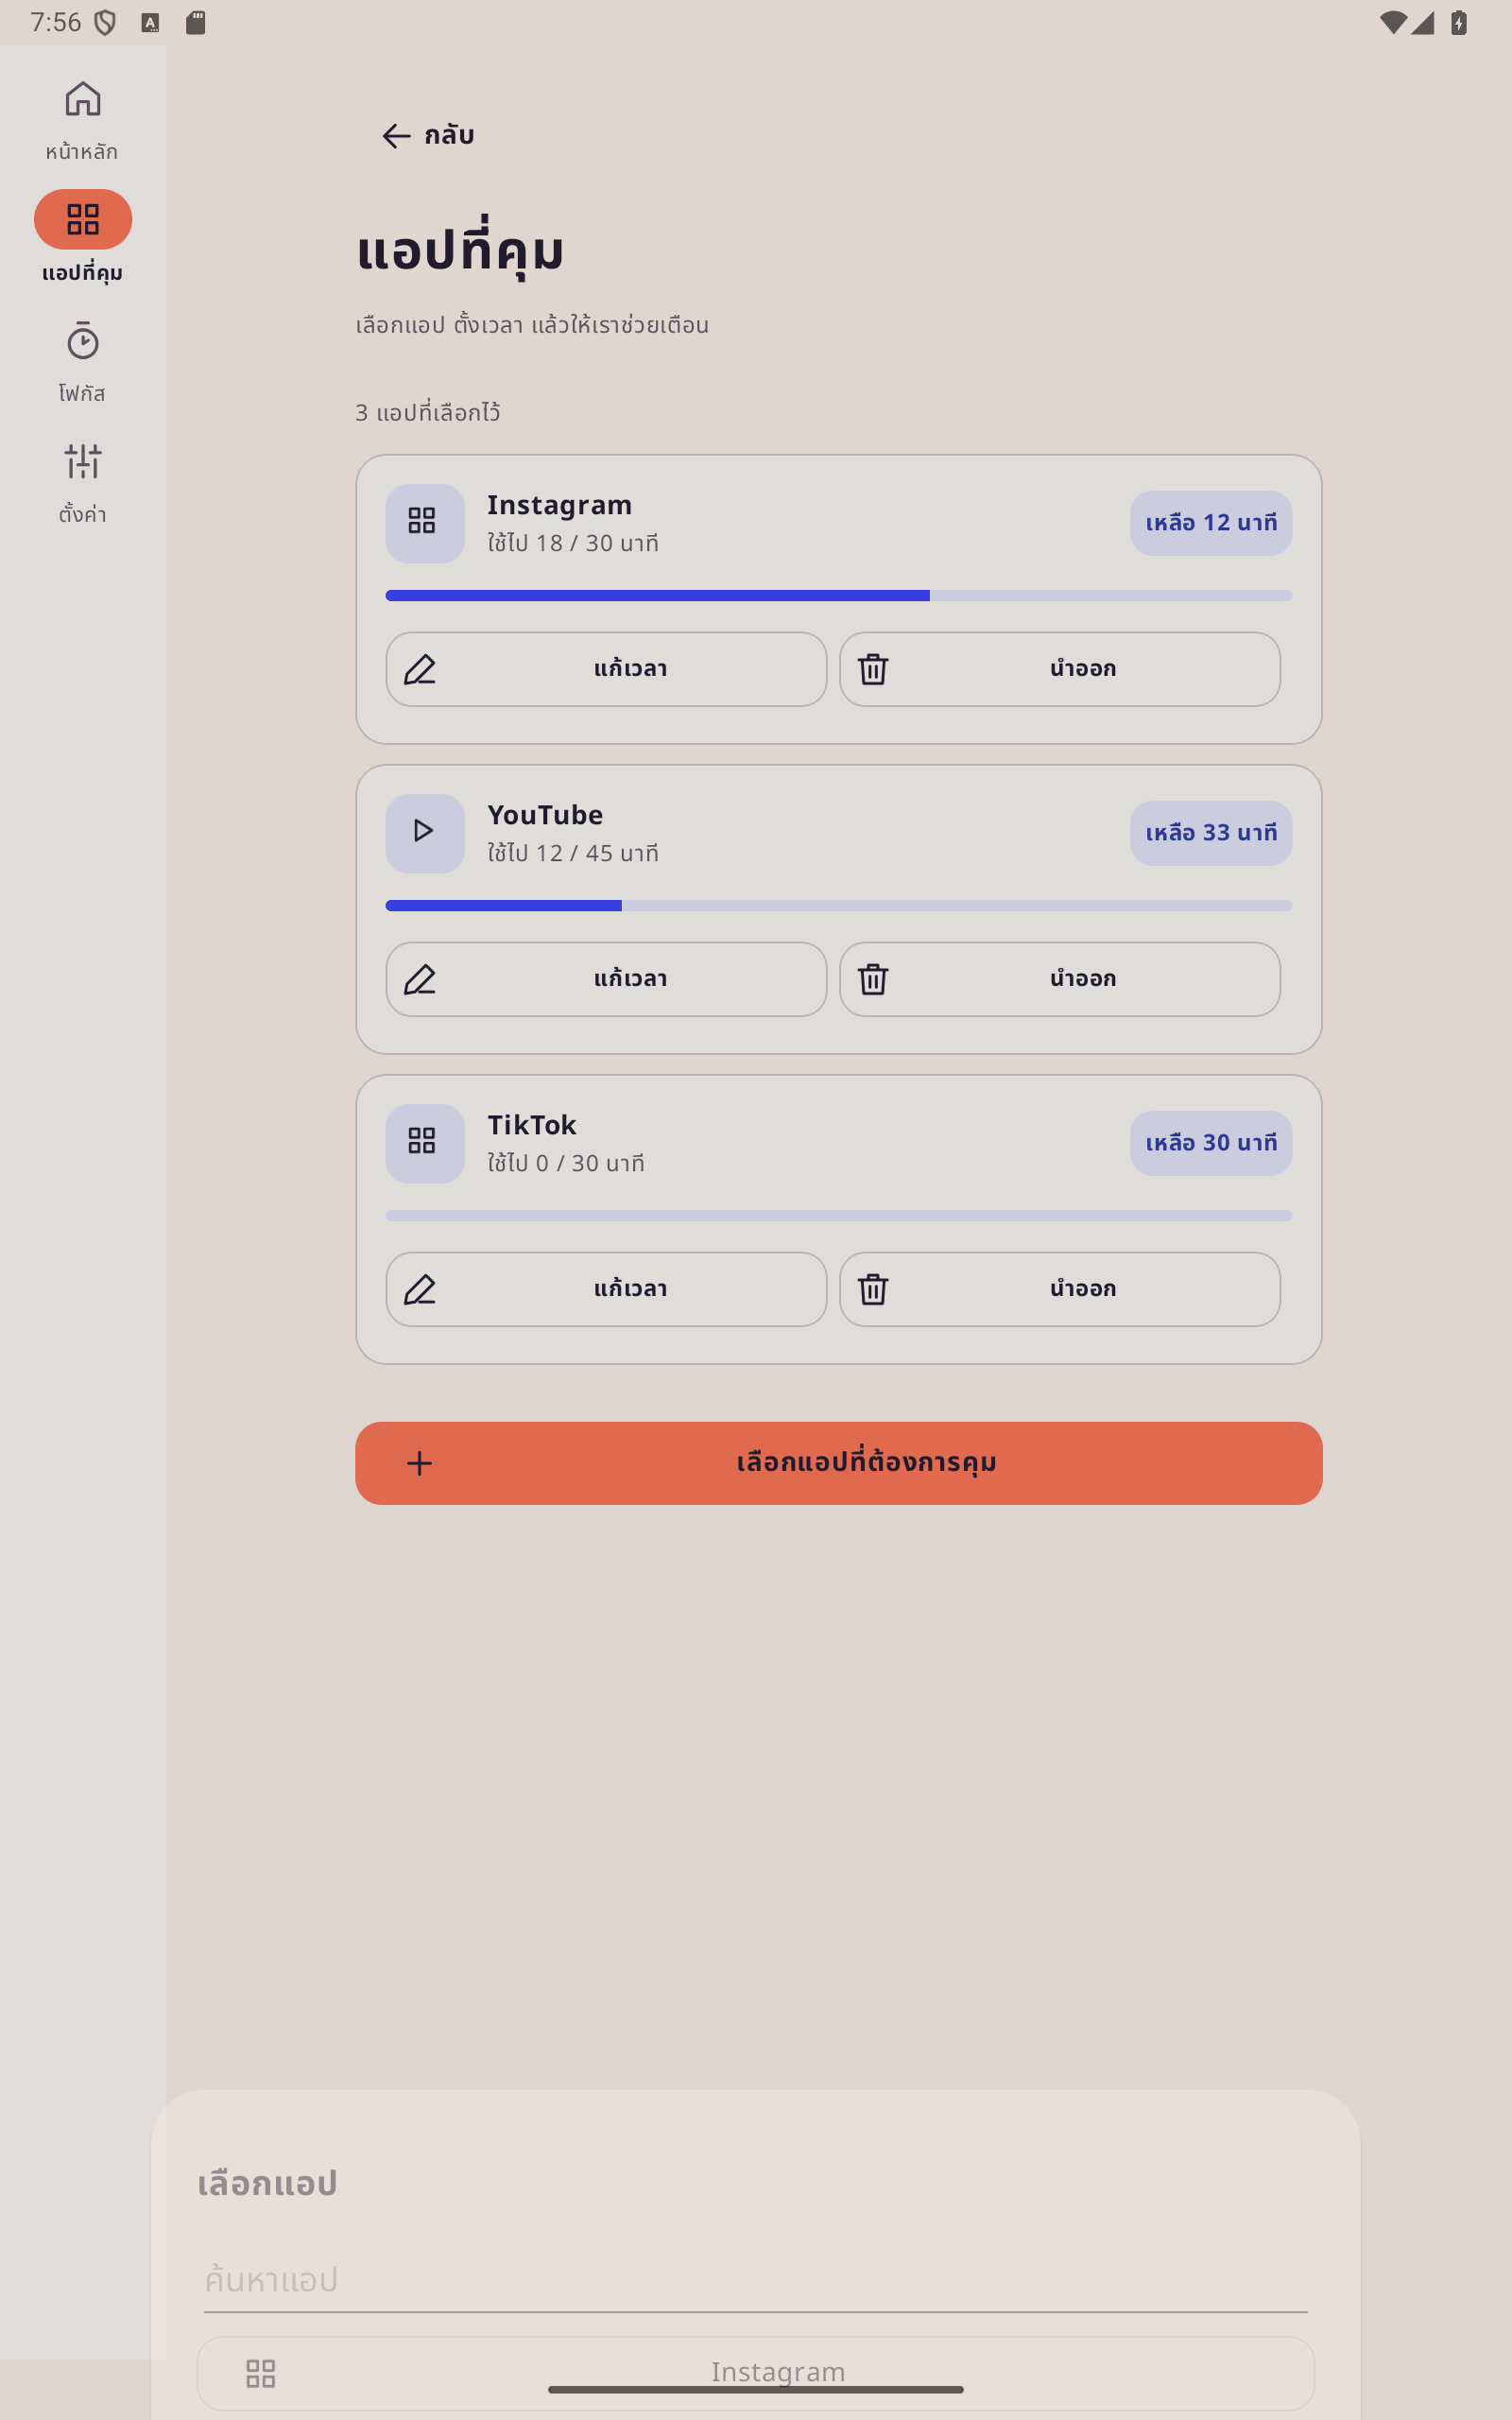 7:56
หน้าหลัก
แอปที่คุม
โฟกัส
ตั้งค่า
กลับ
แอปที่คุม
เลือกแอป ตั้งเวลา แล้วให้เราช่วยเตือน
3 แอปที่เลือกไว้
Instagram
ใช้ไป 18 / 30 นาที
เหลือ 12 นาที
แก้เวลา
นำออก
YouTube
ใช้ไป 12 / 45 นาที
เหลือ 33 นาที
แก้เวลา
นำออก
TikTok
ใช้ไป 0 / 30 นาที
เหลือ 30 นาที
แก้เวลา
นำออก
เลือกแอปที่ต้องการคุม
เลือกแอป
ค้นหาแอป
Instagram